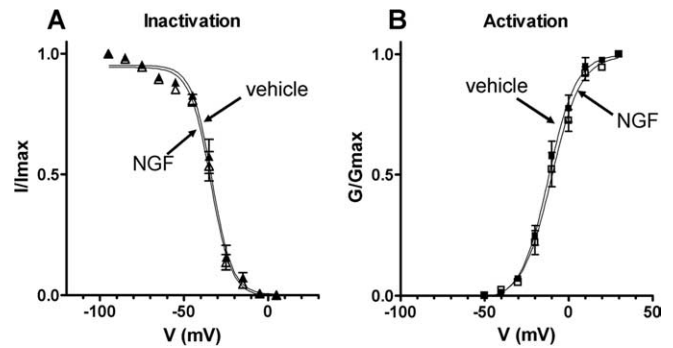 A
Inactivation
1.0
0.5
0.0
I/Imax
vehicle
NGF
-100
-50
0
V (mV)
B
Activation
1.0
0.5
0.0
G/Gmax
vehicle
NGF
-100
-50
0
50
V (mV)